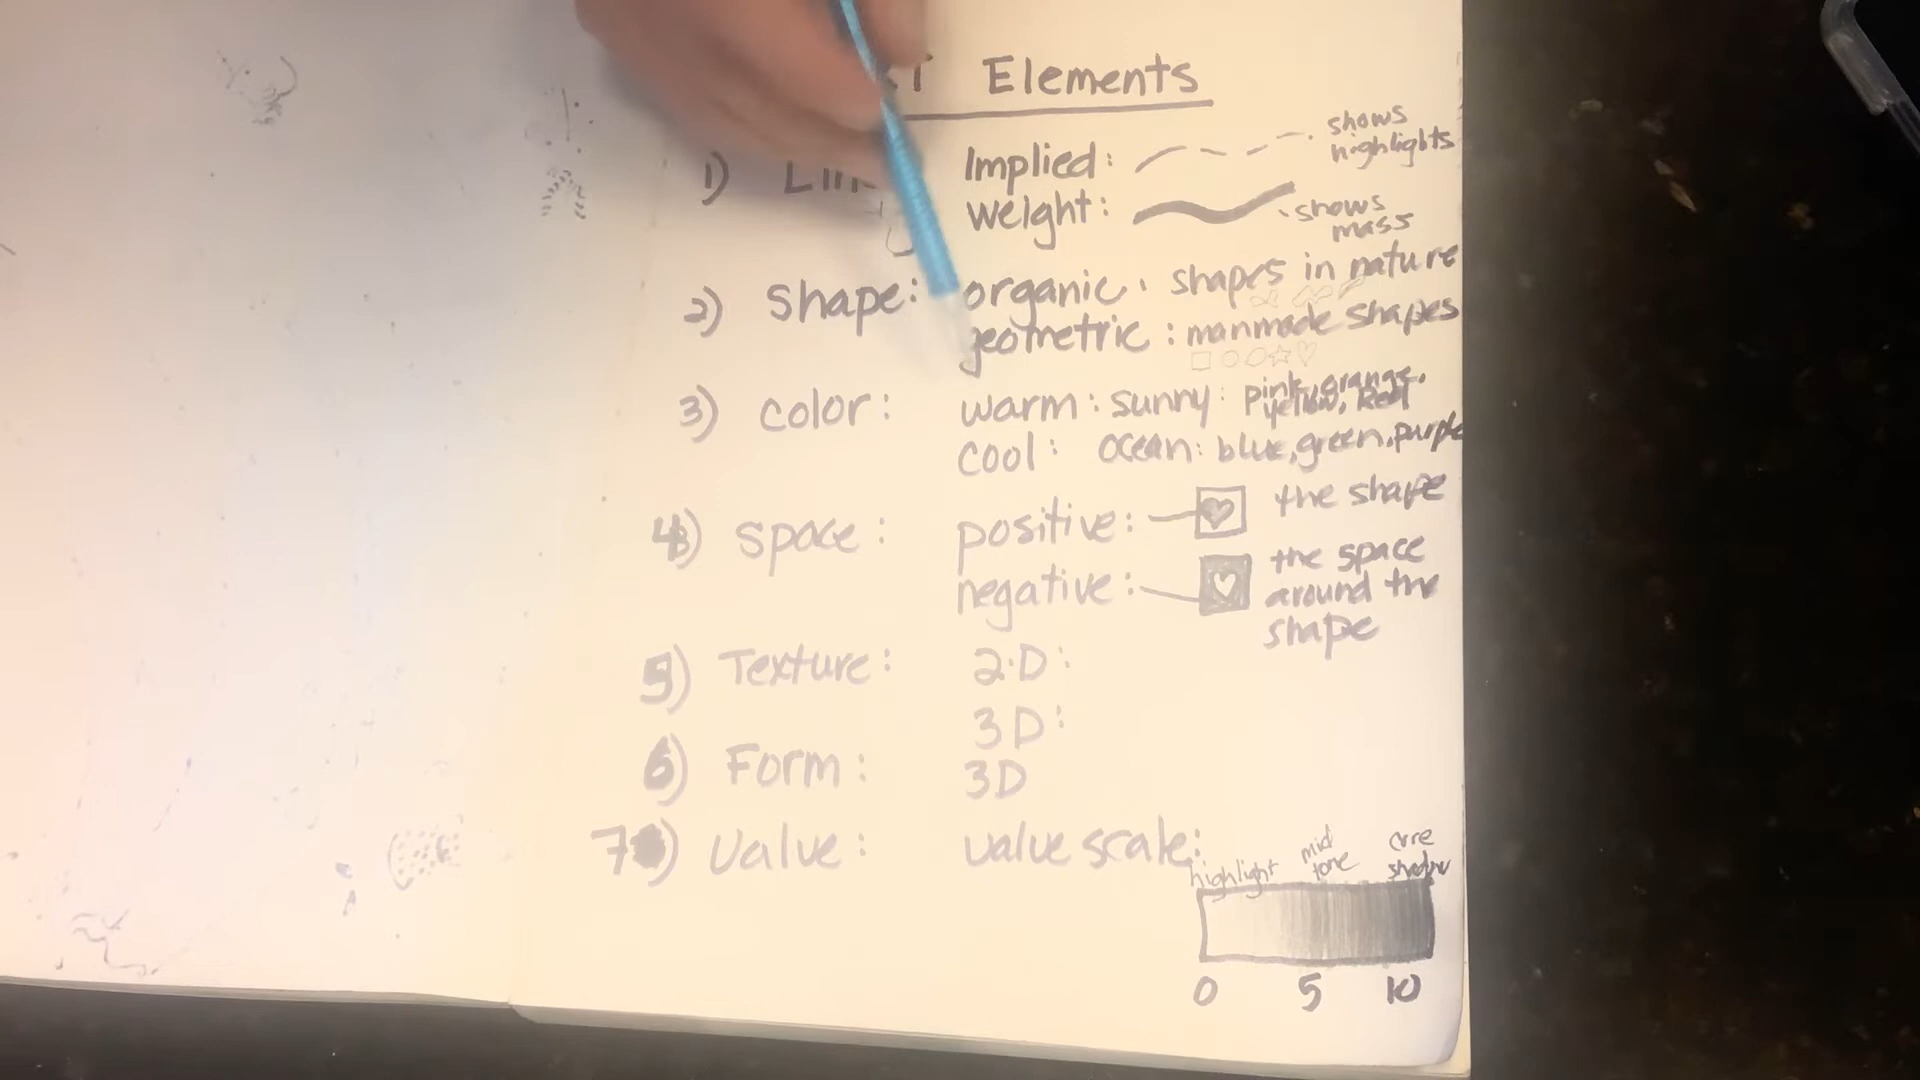 Elements
1) Lin
Implied: shows highlights
weight: shows mass
2) Shape: organic: shapes in nature
geometric: manmade shapes
3) color: warm: sunny: pink, orange, yellow, Red
cool: ocean: blue, green, purple
4) space: positive: the shape
negative: the space around the shape
5) Texture: 2-D:
3D:
6) Form: 3D
7) value: value scale:
highlight mid tone core shadow
0 5 10